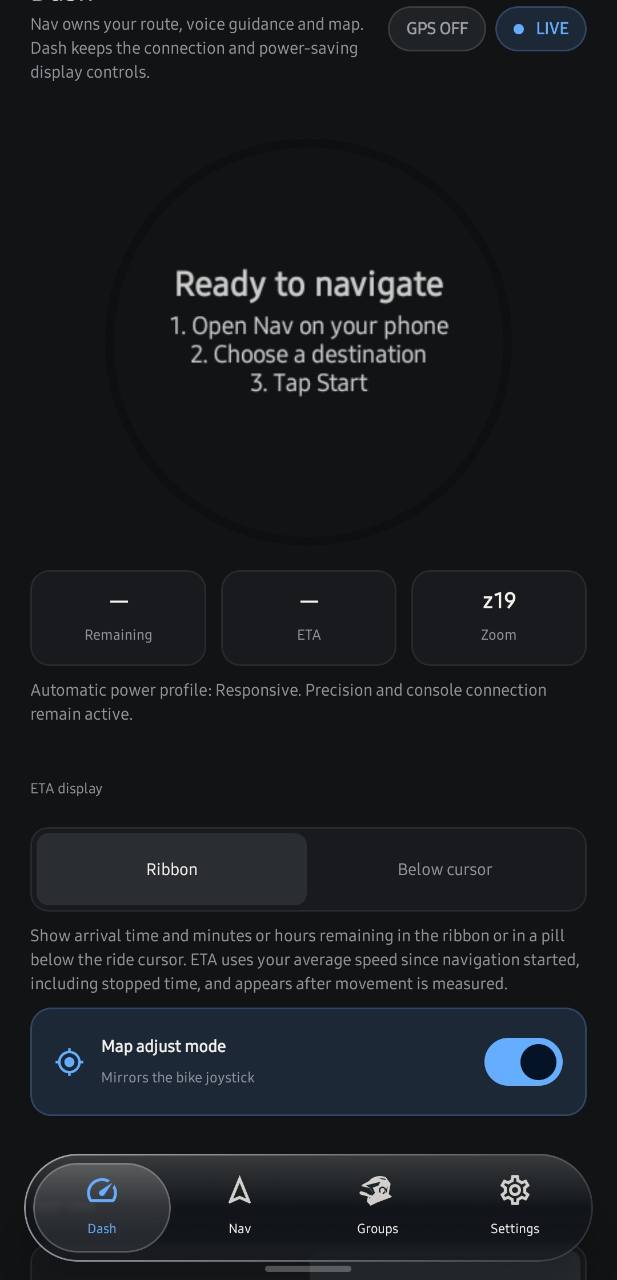 Nav owns your route, voice guidance and map.
Dash keeps the connection and power-saving
display controls.
GPS OFF
LIVE
Ready to navigate
1. Open Nav on your phone
2. Choose a destination
3. Tap Start
—
Remaining
—
ETA
z19
Zoom
Automatic power profile: Responsive. Precision and console connection
remain active.
ETA display
Ribbon
Below cursor
Show arrival time and minutes or hours remaining in the ribbon or in a pill
below the ride cursor. ETA uses your average speed since navigation started,
including stopped time, and appears after movement is measured.
Map adjust mode
Mirrors the bike joystick
Dash
Nav
Groups
Settings